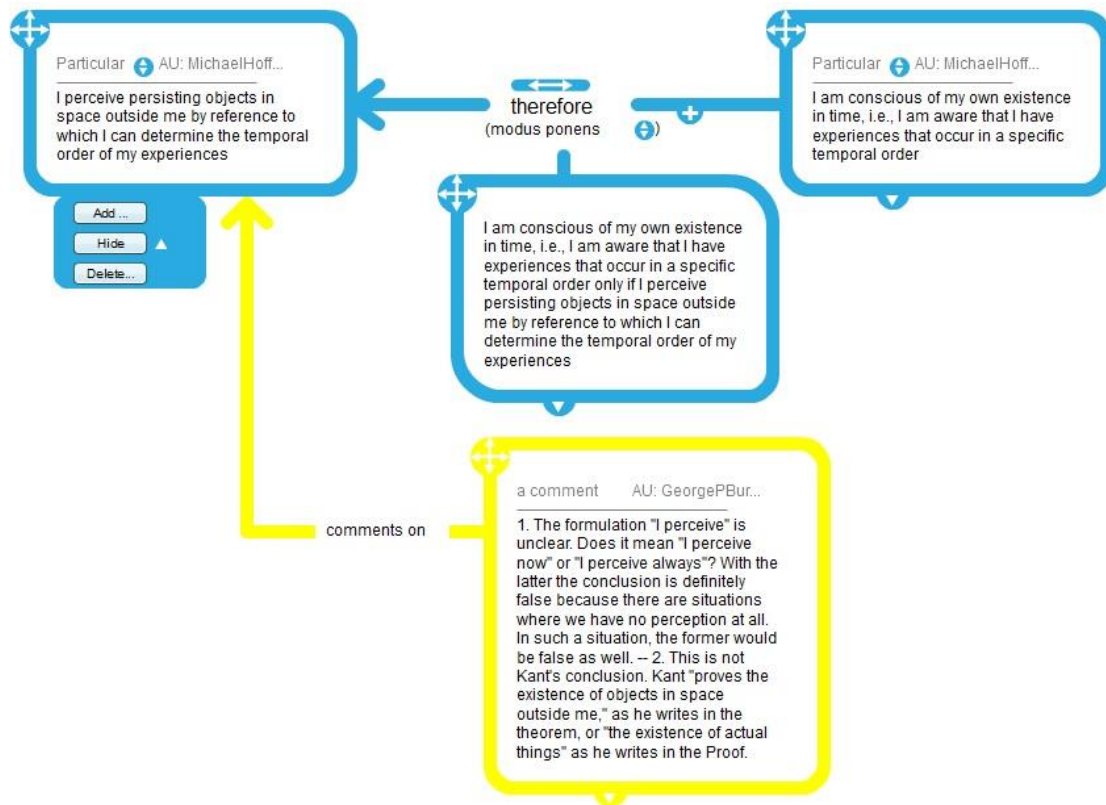 Particular AU: MichaelHoff...
I perceive persisting objects in
space outside me by reference to
which I can determine the temporal
order of my experiences
Add ...
Hide
Delete...
therefore
(modus ponens )
Particular AU: MichaelHoff...
I am conscious of my own existence
in time, i.e., I am aware that I have
experiences that occur in a specific
temporal order
I am conscious of my own existence
in time, i.e., I am aware that I have
experiences that occur in a specific
temporal order only if I perceive
persisting objects in space outside
me by reference to which I can
determine the temporal order of my
experiences
comments on
a comment AU: GeorgePBur...
1. The formulation "I perceive" is
unclear. Does it mean "I perceive
now" or "I perceive always"? With the
latter the conclusion is definitely
false because there are situations
where we have no perception at all.
In such a situation, the former would
be false as well. -- 2. This is not
Kant's conclusion. Kant "proves the
existence of objects in space
outside me," as he writes in the
theorem, or "the existence of actual
things" as he writes in the Proof.